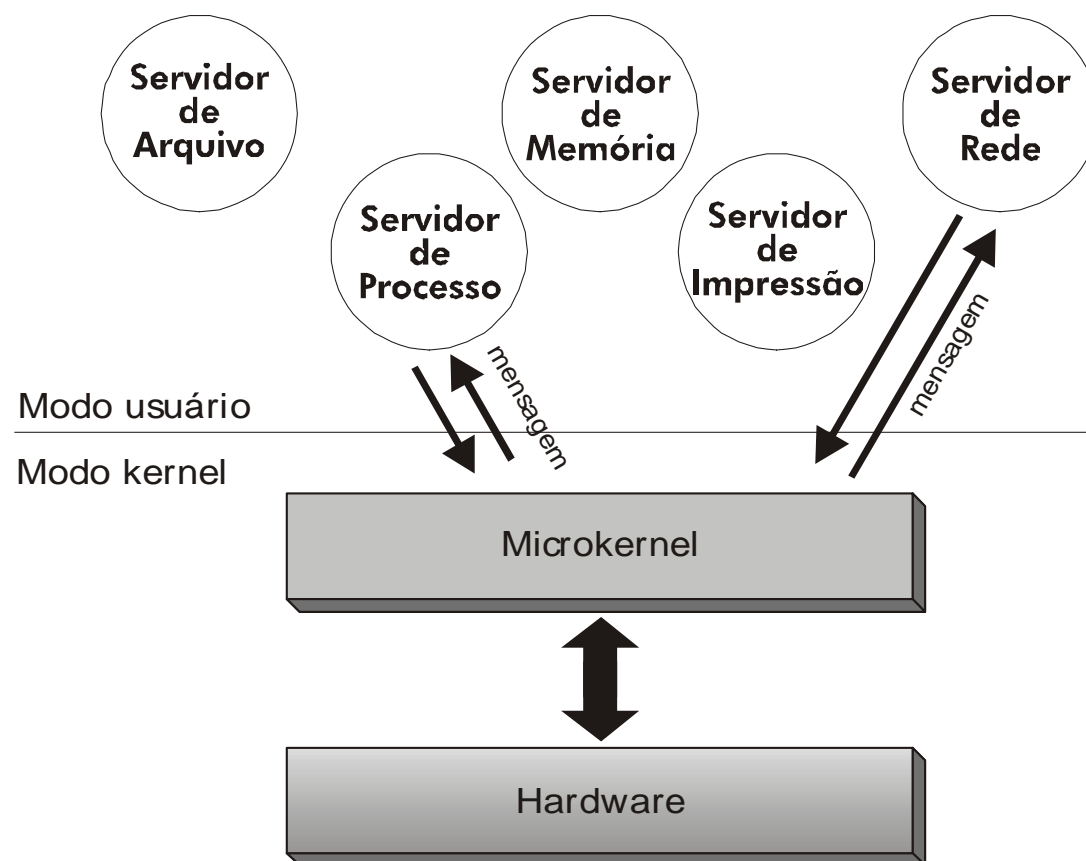 Servidor
de
Arquivo
Servidor
de
Memória
Servidor
de
Rede
Servidor
de
Processo
Servidor
de
Impressão
mensagem
mensagem
Modo usuário
Modo kernel
Microkernel
Hardware